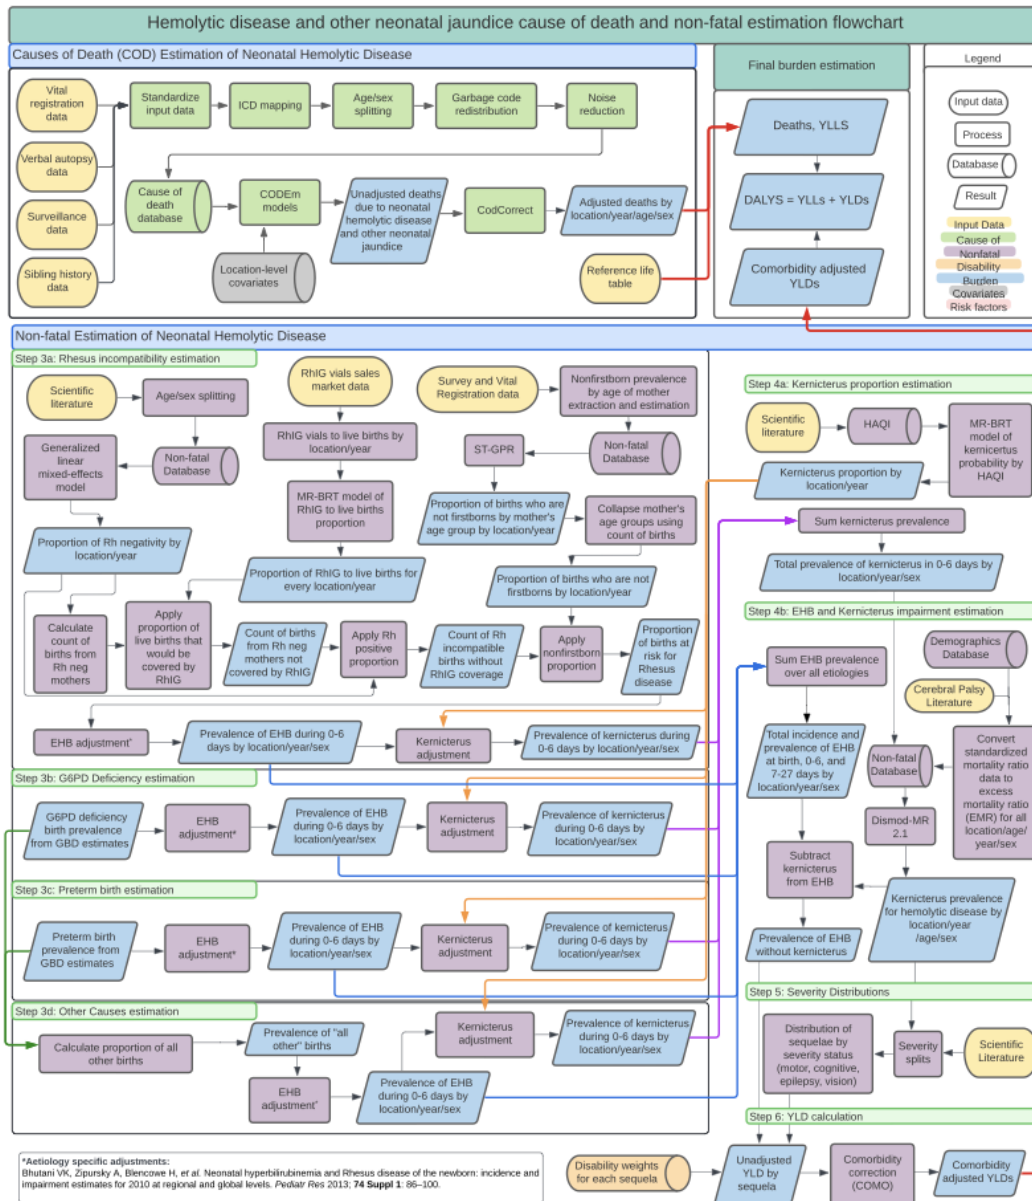 Hemolytic disease and other neonatal jaundice cause of death and non-fatal estimation flowchart
Causes of Death (COD) Estimation of Neonatal Hemolytic Disease
Vital
registration
data
Verbal autopsy
data
Surveillance
data
Sibling history
data
Standardize
input data
ICD mapping
Age/sex
splitting
Garbage code
redistribution
Noise
reduction
Cause of
death
database
CODEm
models
Unadjusted deaths
due to neonatal
hemolytic disease
and other neonatal
jaundice
CodCorrect
Adjusted deaths by
location/year/age/sex
Location-level
covariates
Reference life
table
Final burden estimation
Deaths, YLLS
DALYS = YLLs + YLDs
Comorbidity adjusted
YLDs
Legend
Input data
Process
Database
Result
Input Data
Cause of
Nonfatal
Disability
Burden
Covariates
Risk factors
Non-fatal Estimation of Neonatal Hemolytic Disease
Step 3a: Rhesus incompatibility estimation
Scientific
literature
Age/sex splitting
Generalized
linear
mixed-effects
model
Non-fatal
Database
Proportion of Rh negativity by
location/year
RhIG vials sales
market data
RhIG vials to live births by
location/year
MR-BRT model of
RhIG to live births
proportion
Proportion of RhIG to live births for
every location/year
Survey and Vital
Registration data
Nonfirstborn prevalence
by age of mother
extraction and estimation
ST-GPR
Non-fatal
Database
Proportion of births who are
not firstborns by mother's
age group by location/year
Collapse mother's
age groups using
count of births
Proportion of births who are not
firstborns by location/year
Calculate
count of
births from
Rh neg
mothers
Apply
proportion of
live births that
would be
covered by
RhIG
Count of births
from Rh neg
mothers not
covered by RhIG
Apply Rh
positive
proportion
Count of Rh
incompatible
births without
RhIG coverage
Apply
nonfirstborn
proportion
Proportion
of births at
risk for
Rhesus
disease
EHB adjustment*
Prevalence of EHB during 0-6
days by location/year/sex
Kernicterus
adjustment
Prevalence of kernicterus during
0-6 days by location/year/sex
Step 3b: G6PD Deficiency estimation
G6PD deficiency
birth prevalence
from GBD estimates
EHB
adjustment*
Prevalence of EHB
during 0-6 days by
location/year/sex
Kernicterus
adjustment
Prevalence of kernicterus
during 0-6 days by
location/year/sex
Step 3c: Preterm birth estimation
Preterm birth
prevalence from
GBD estimates
EHB
adjustment*
Prevalence of EHB
during 0-6 days by
location/year/sex
Kernicterus
adjustment
Prevalence of kernicterus
during 0-6 days by
location/year/sex
Step 3d: Other Causes estimation
Calculate proportion of all
other births
Prevalence of "all
other" births
EHB
adjustment*
Prevalence of EHB
during 0-6 days by
location/year/sex
Kernicterus
adjustment
Prevalence of kernicterus
during 0-6 days by
location/year/sex
Step 4a: Kernicterus proportion estimation
Scientific
literature
HAQI
MR-BRT
model of
kernicertus
probability by
HAQI
Kernicterus proportion by
location/year
Sum kernicterus prevalence
Total prevalence of kernicterus in 0-6 days by
location/year/sex
Step 4b: EHB and Kernicterus impairment estimation
Sum EHB prevalence
over all etiologies
Demographics
Database
Cerebral Palsy
Literature
Total incidence and
prevalence of EHB
at birth, 0-6, and
7-27 days by
location/year/sex
Non-fatal
Database
Convert
standardized
mortality ratio
data to
excess
mortality ratio
(EMR) for all
location/age/
year/sex
Dismod-MR
2.1
Subtract
kernicterus
from EHB
Kernicterus prevalence
for hemolytic disease by
location/year
/age/sex
Prevalence of EHB
without kernicterus
Step 5: Severity Distributions
Distribution of
sequelae by
severity status
(motor, cognitive,
epilepsy, vision)
Severity
splits
Scientific
Literature
Step 6: YLD calculation
Disability weights
for each sequela
Unadjusted
YLD by
sequela
Comorbidity
correction
(COMO)
Comorbidity
adjusted YLDs
*Aetiology specific adjustments:
Bhutani VK, Zipursky A, Blencowe H, et al. Neonatal hyperbilirubinemia and Rhesus disease of the newborn: incidence and
impairment estimates for 2010 at regional and global levels. Pediatr Res 2013; 74 Suppl 1: 86–100.